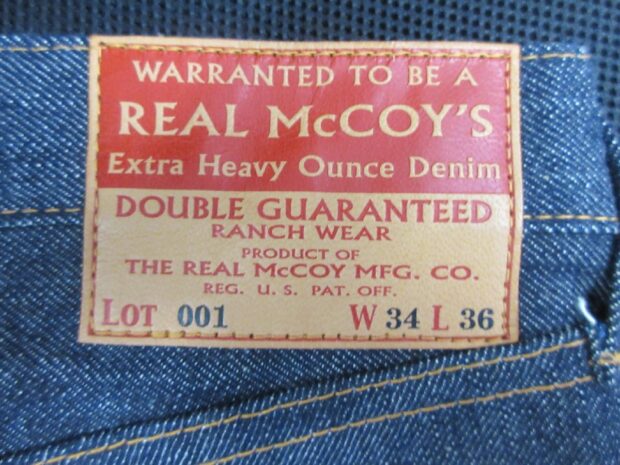 WARRANTED TO BE A
REAL McCOY'S
Extra Heavy Ounce Denim
DOUBLE GUARANTEED
RANCH WEAR
PRODUCT OF
THE REAL McCOY MFG. CO.
REG. U. S. PAT. OFF.
LOT 001 W 34 L 36